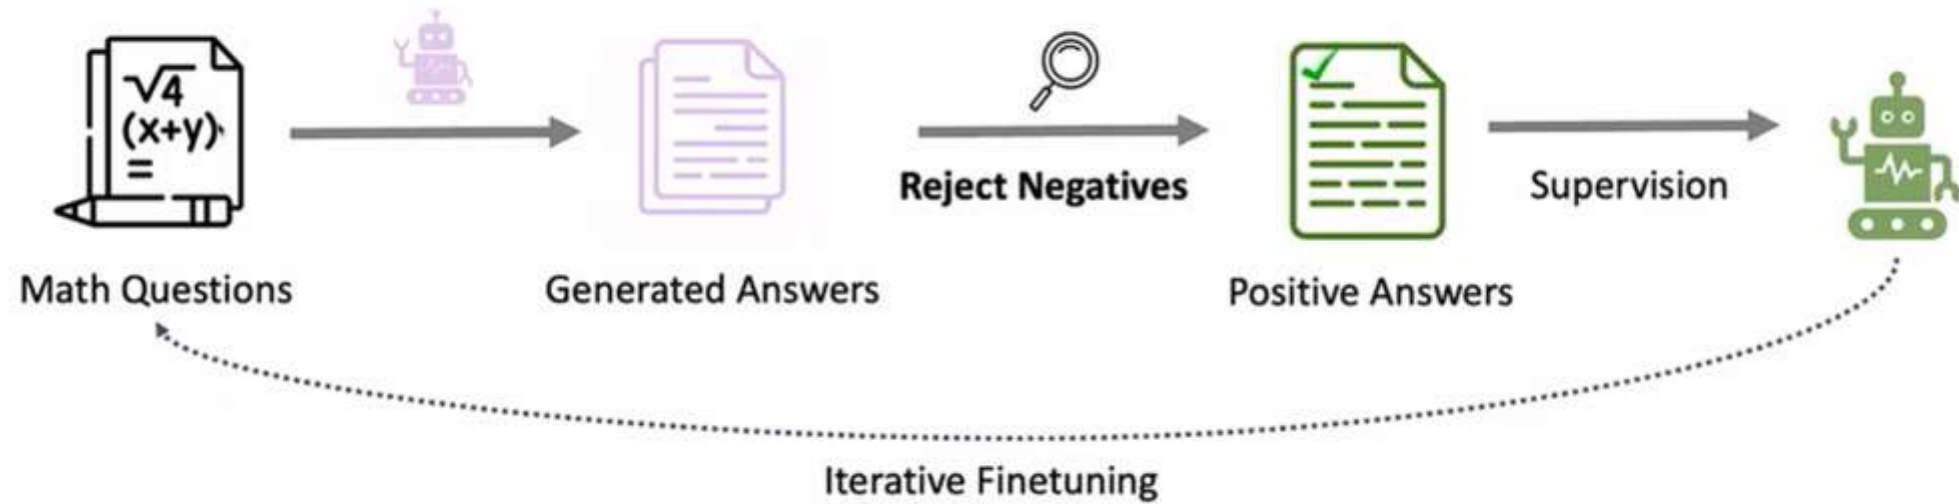 √4
(x+y)
=
Reject Negatives
Supervision
Math Questions
Generated Answers
Positive Answers
Iterative Finetuning